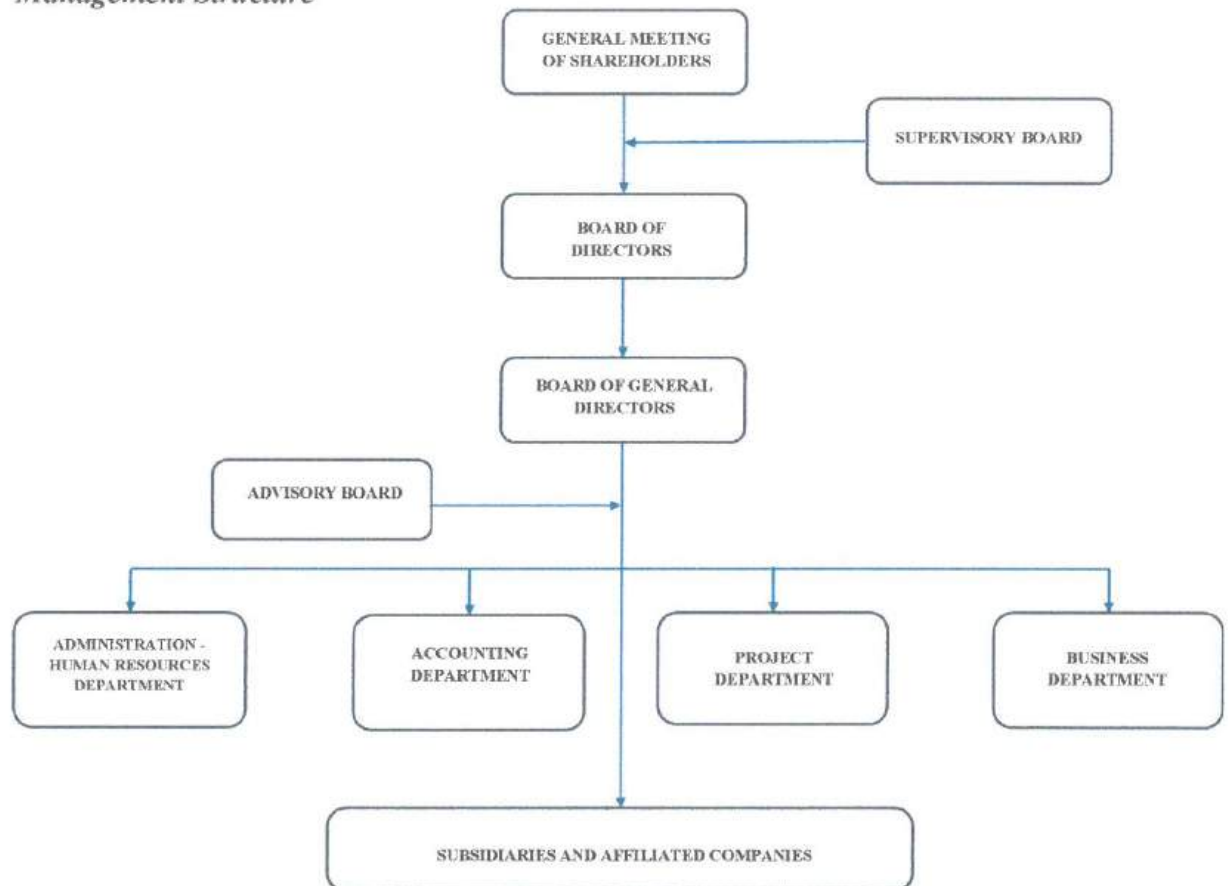 Management Structure
GENERAL MEETING
OF SHAREHOLDERS
SUPERVISORY BOARD
BOARD OF
DIRECTORS
BOARD OF GENERAL
DIRECTORS
ADVISORY BOARD
ADMINISTRATION -
HUMAN RESOURCES
DEPARTMENT
ACCOUNTING
DEPARTMENT
PROJECT
DEPARTMENT
BUSINESS
DEPARTMENT
SUBSIDIARIES AND AFFILIATED COMPANIES